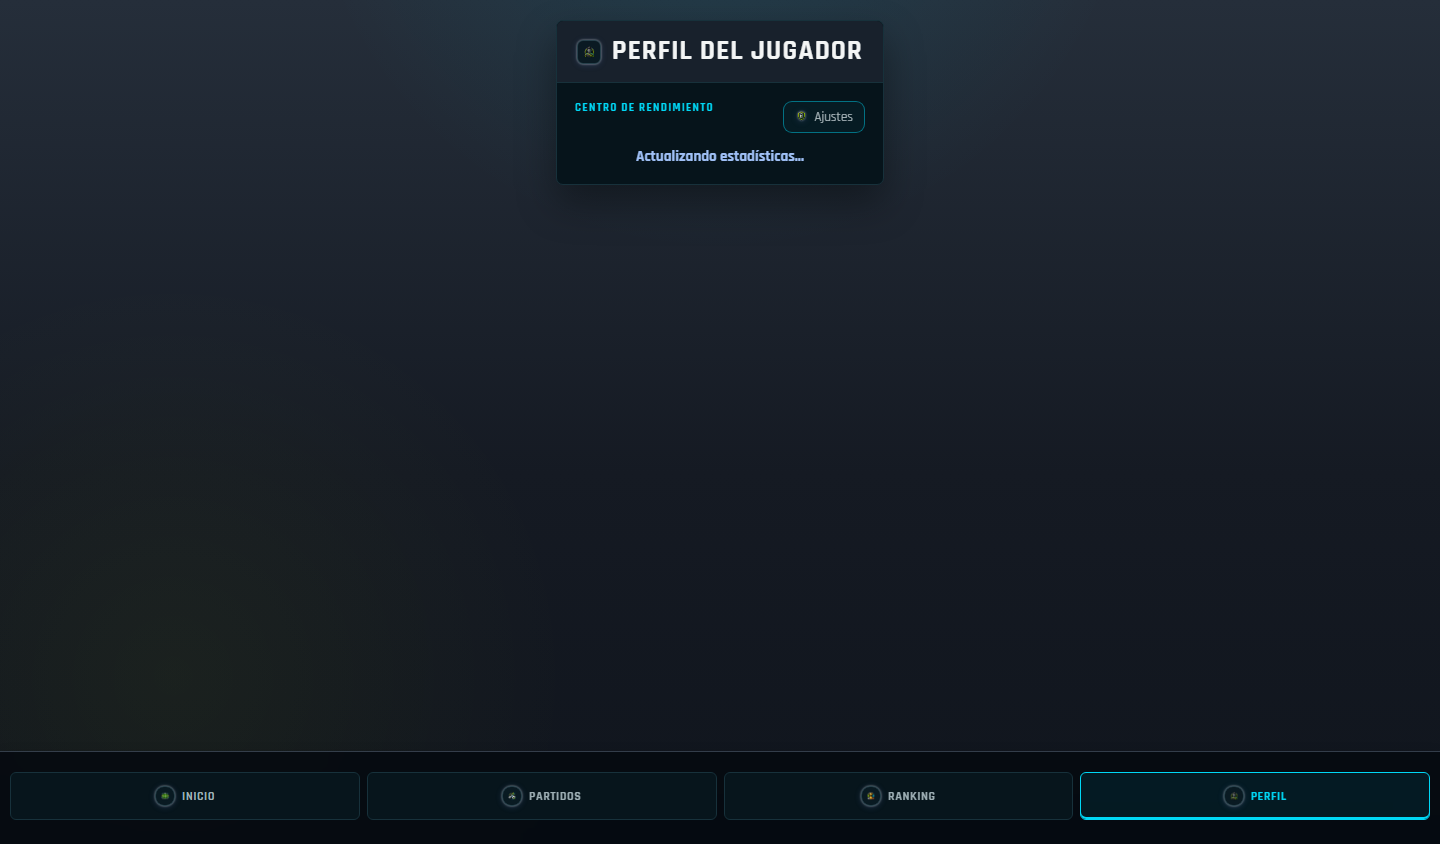 PERFIL DEL JUGADOR
CENTRO DE RENDIMIENTO
Ajustes
Actualizando estadísticas...
INICIO
PARTIDOS
RANKING
PERFIL